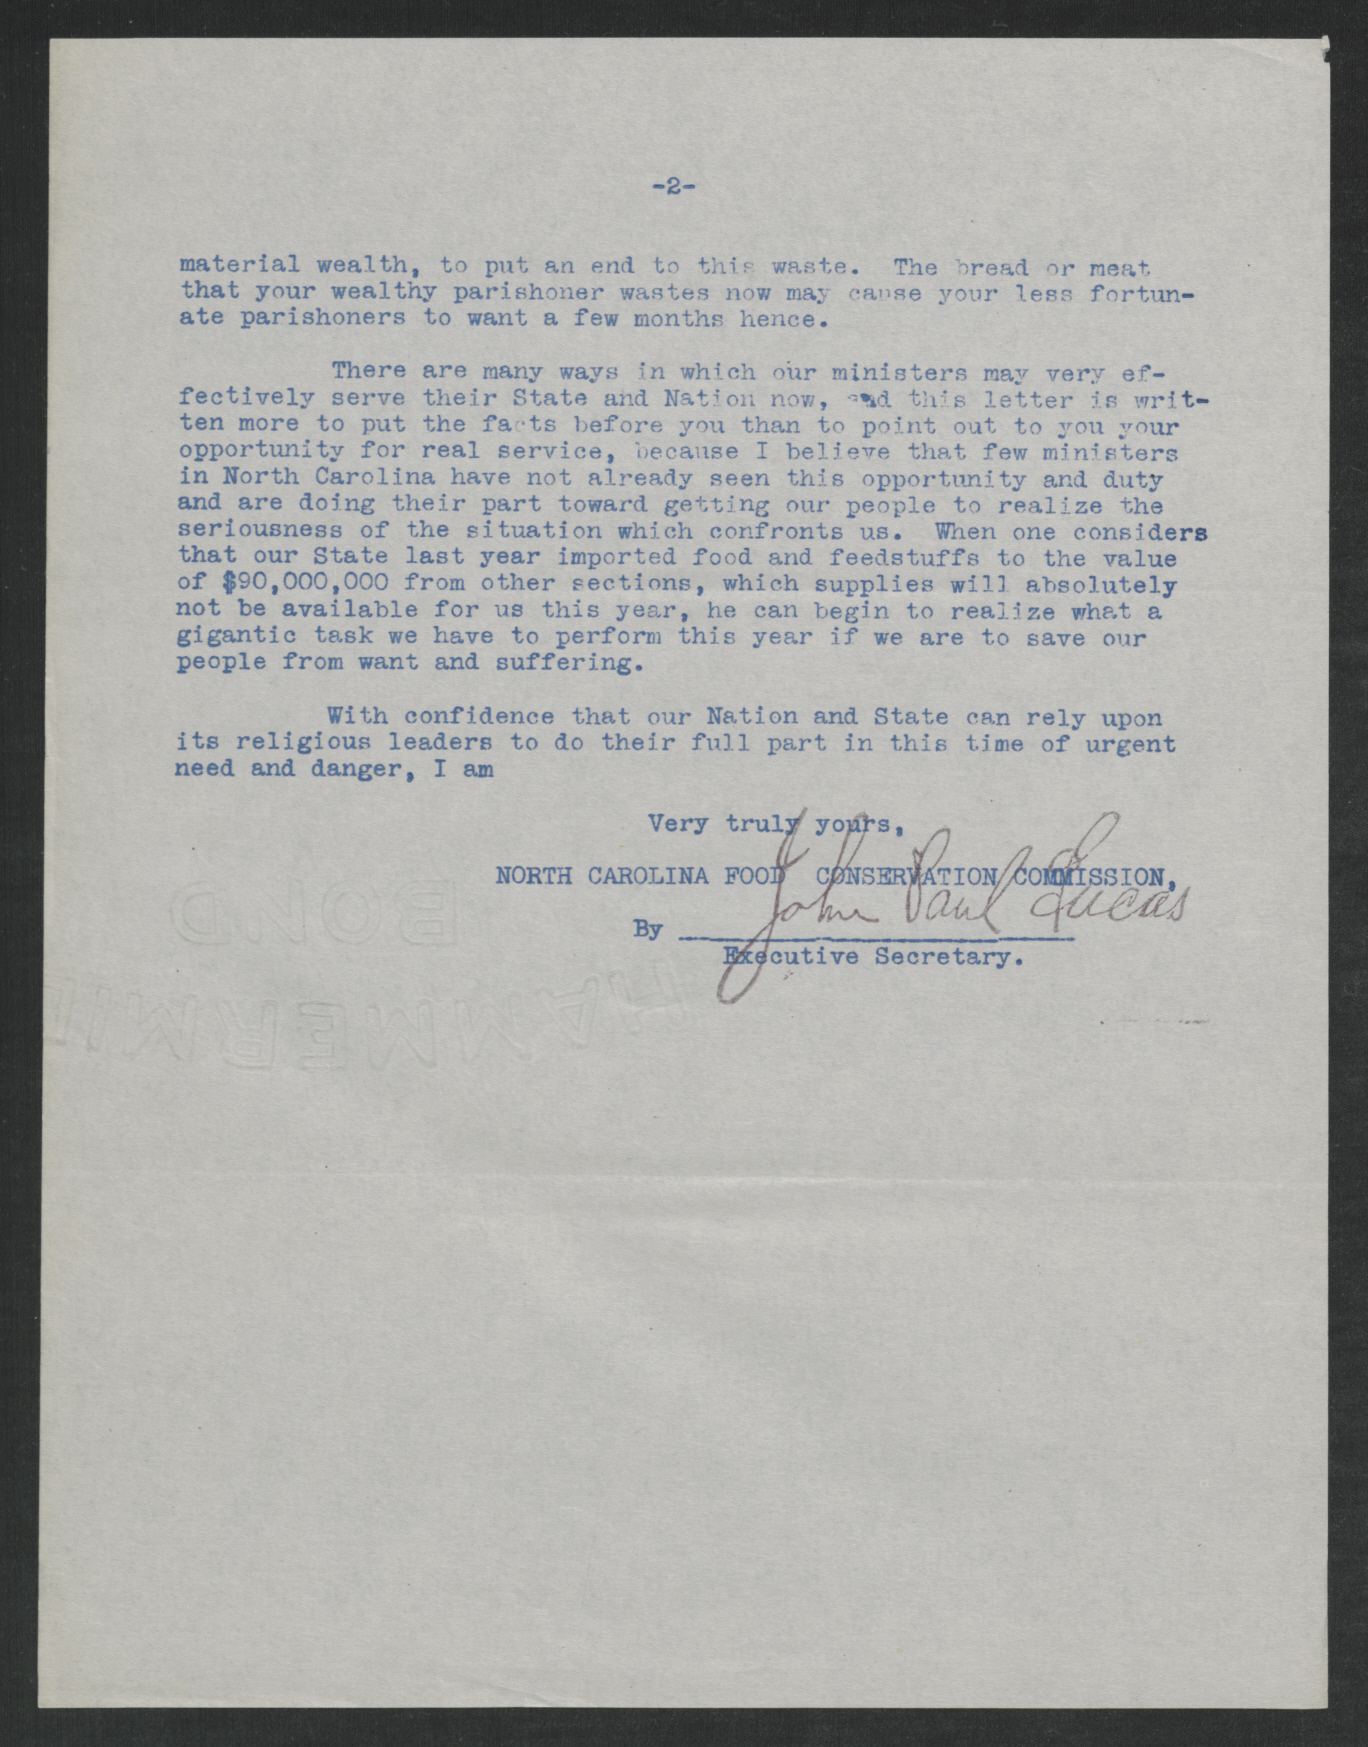 -2-
material wealth, to put an end to this waste. The bread or meat
that your wealthy parishoner wastes now may cause your less fortun-
ate parishoners to want a few months hence.
There are many ways in which our ministers may very ef-
fectively serve their State and Nation now, and this letter is writ-
ten more to put the facts before you than to point out to you your
opportunity for real service, because I believe that few ministers
in North Carolina have not already seen this opportunity and duty
and are doing their part toward getting our people to realize the
seriousness of the situation which confronts us. When one considers
that our State last year imported food and feedstuffs to the value
of $90,000,000 from other sections, which supplies will absolutely
not be available for us this year, he can begin to realize what a
gigantic task we have to perform this year if we are to save our
people from want and suffering.
With confidence that our Nation and State can rely upon
its religious leaders to do their full part in this time of urgent
need and danger, I am
Very truly yours,
NORTH CAROLINA FOOD CONSERVATION COMMISSION,
By John Paul Lucas
Executive Secretary.
BOND
HAMMERMIL